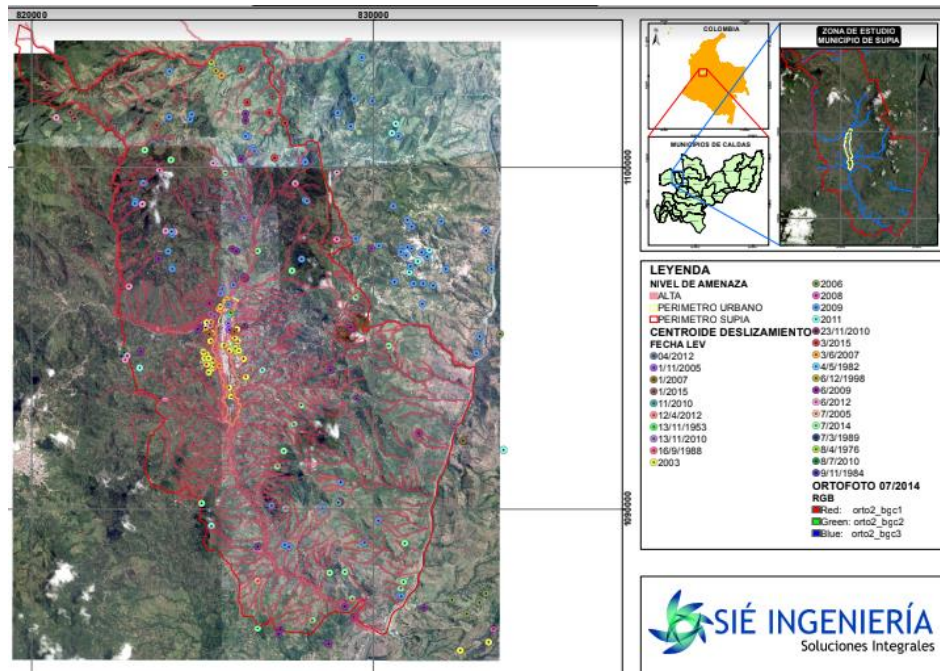 820000
830000
1100000
1090000
COLOMBIA
MUNICIPIOS DE CALDAS
ZONA DE ESTUDIO
MUNICIPIO DE SUPIA
LEYENDA
NIVEL DE AMENAZA
ALTA
PERIMETRO URBANO
PERIMETRO SUPIA
CENTROIDE DESLIZAMIENTO
FECHA LEV
04/2012
1/11/2005
1/2007
1/2015
11/2010
12/4/2012
13/11/1953
13/11/2010
16/9/1988
2003
2006
2008
2009
2011
23/11/2010
3/2015
3/6/2007
4/5/1982
6/12/1998
6/2009
6/2012
7/2005
7/2014
7/3/1989
8/4/1976
8/7/2010
9/11/1984
ORTOFOTO 07/2014
RGB
Red: orto2_bgc1
Green: orto2_bgc2
Blue: orto2_bgc3
SIÉ INGENIERÍA
Soluciones Integrales